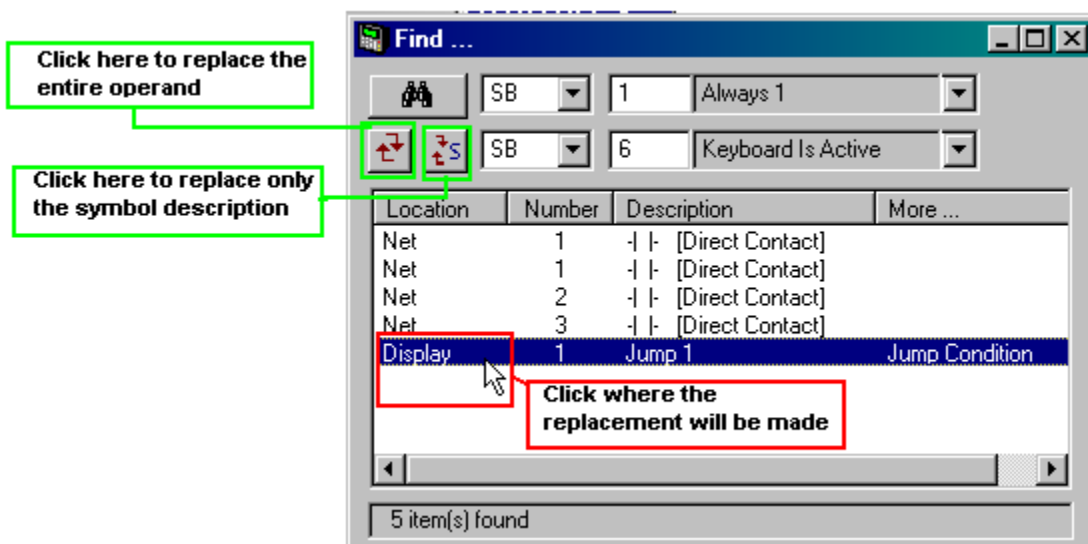 Find ...
Click here to replace the
entire operand
SB 1 Always 1
S SB 6 Keyboard Is Active
Click here to replace only
the symbol description
Location Number Description More ...
Net 1 -| |- [Direct Contact]
Net 1 -| |- [Direct Contact]
Net 2 -| |- [Direct Contact]
Net 3 -| |- [Direct Contact]
Display 1 Jump 1 Jump Condition
Click where the
replacement will be made
5 item(s) found